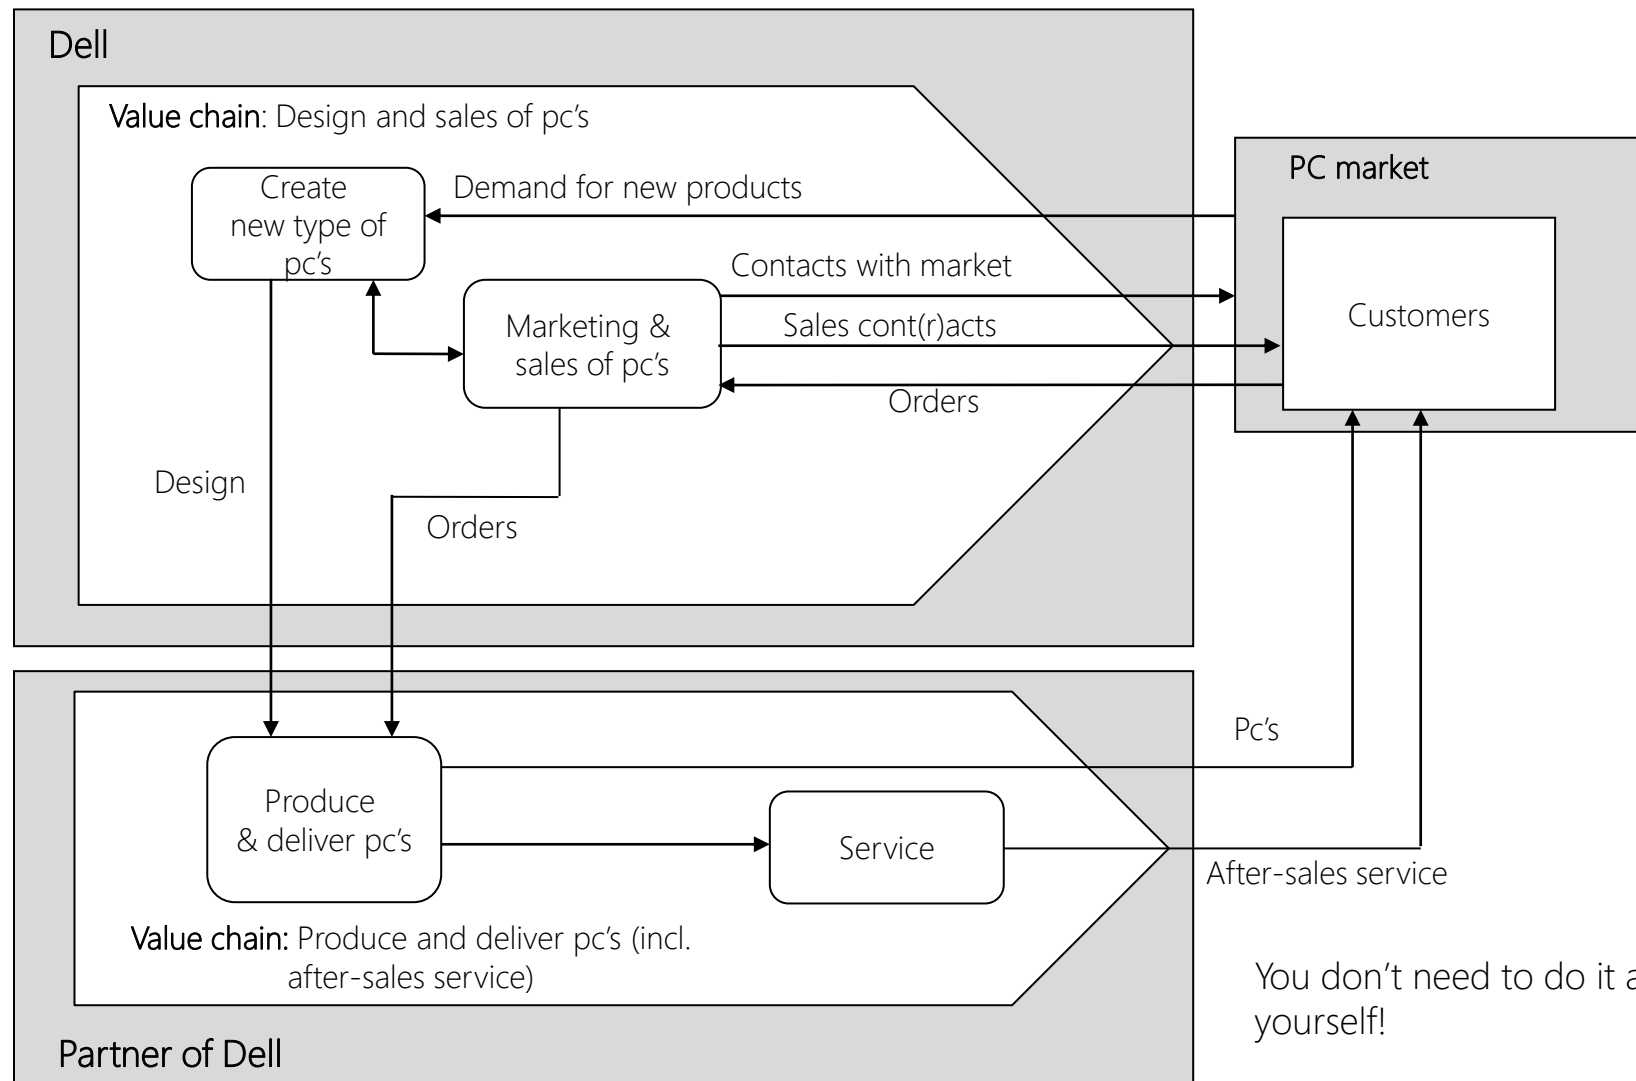 Dell
Value chain: Design and sales of pc's
Create
new type of
pc's
Demand for new products
PC market
Contacts with market
Marketing &
sales of pc's
Sales cont(r)acts
Customers
Orders
Design
Orders
Pc's
Produce
& deliver pc's
Service
After-sales service
Value chain: Produce and deliver pc's (incl.
after-sales service)
You don't need to do it a
yourself!
Partner of Dell